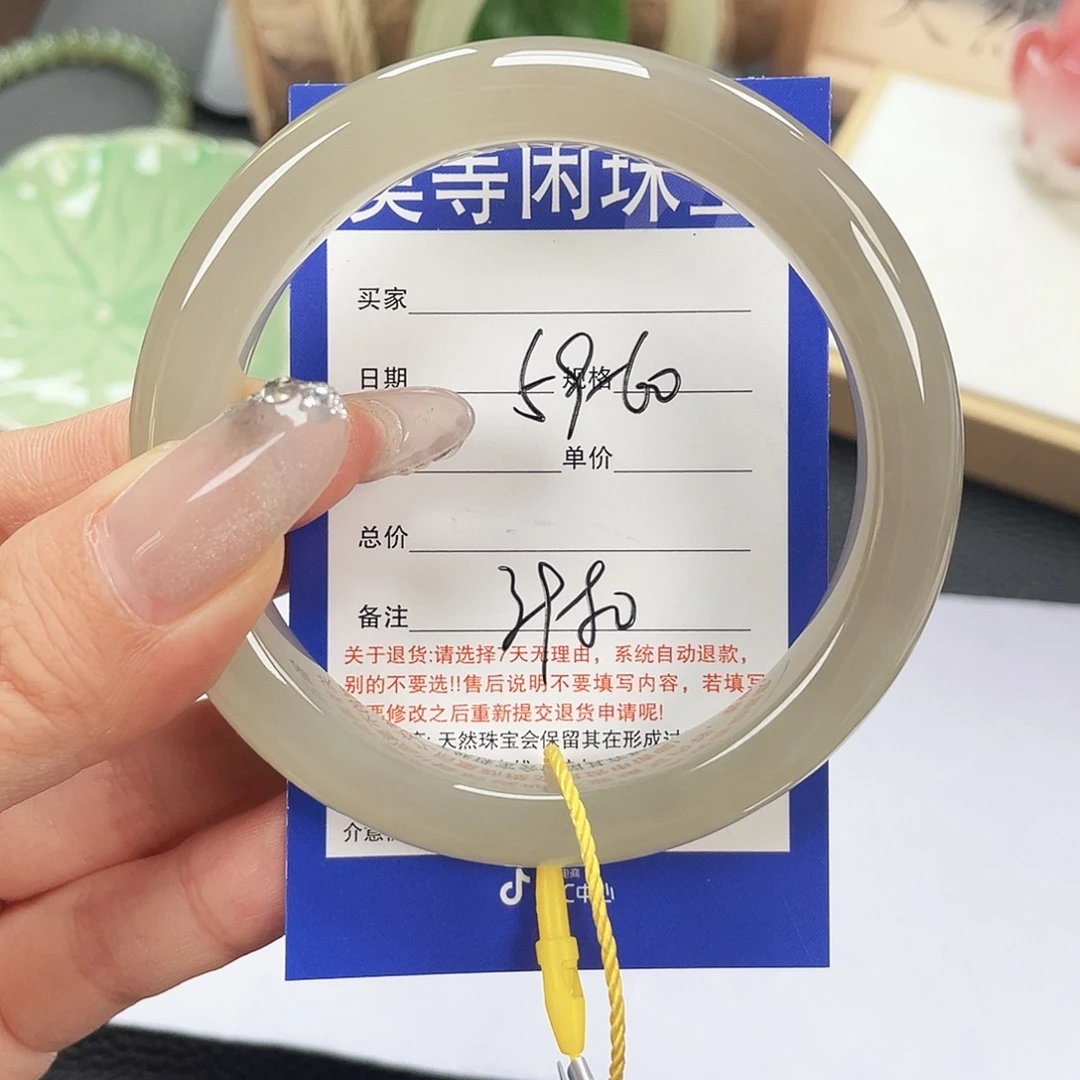 莫等闲珠宝
买家
日期 规格
59-60
单价
总价
备注
关于退货:请选择7天无理由，系统自动退款，
别的不要选!!售后说明不要填写内容，若填写
要修改之后重新提交退货申请呢!
天然珠宝会保留其在形成过
介意
中心